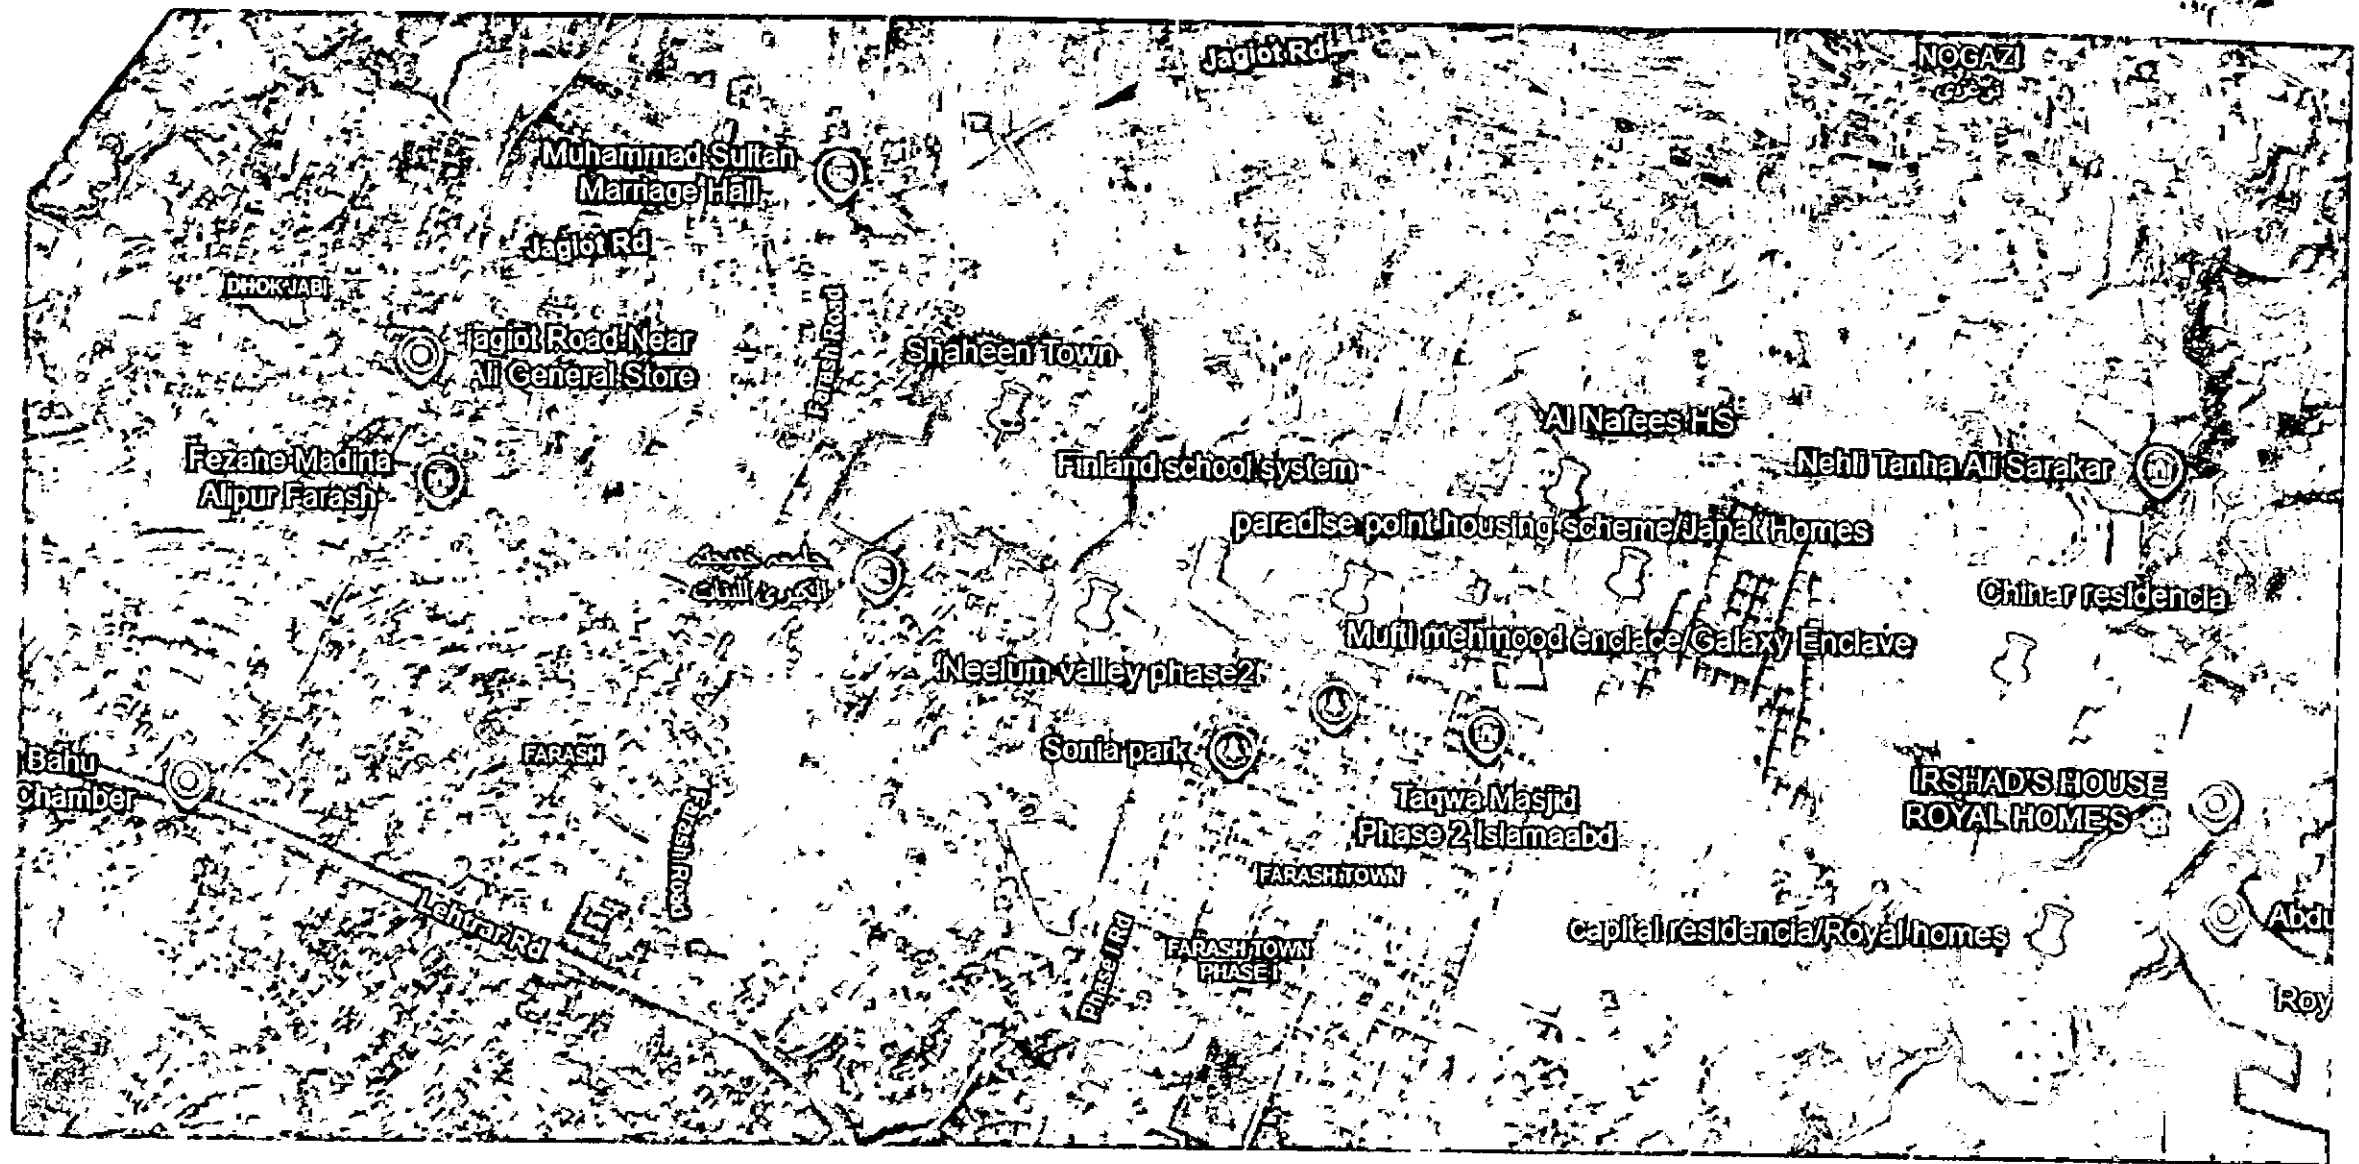 Jagiot Rd
NOGAZI
نوگزی
Muhammad Sultan
Marriage Hall
Jagiot Rd
DHOK JABI
Farash Road
jagiot Road Near
Ali General Store
Shaheen Town
Al Nafees HS
Fezane Madina
Alipur Farash
Finland school system
Nehli Tanha Ali Sarakar
paradise point housing scheme/Janat Homes
الكبرى للبنات
Chinar residencia
Mufti mehmood enclace/Galaxy Enclave
Neelum valley phase2
Sonia park
FARASH
Bahu
Chamber
Taqwa Masjid
Phase 2 Islamaabd
IRSHAD'S HOUSE
ROYAL HOME'S
Farash Road
FARASH TOWN
Lehtrar Rd
Phase I Rd
FARASH TOWN
PHASE I
capital residencia/Royal homes
Abdu
Roy